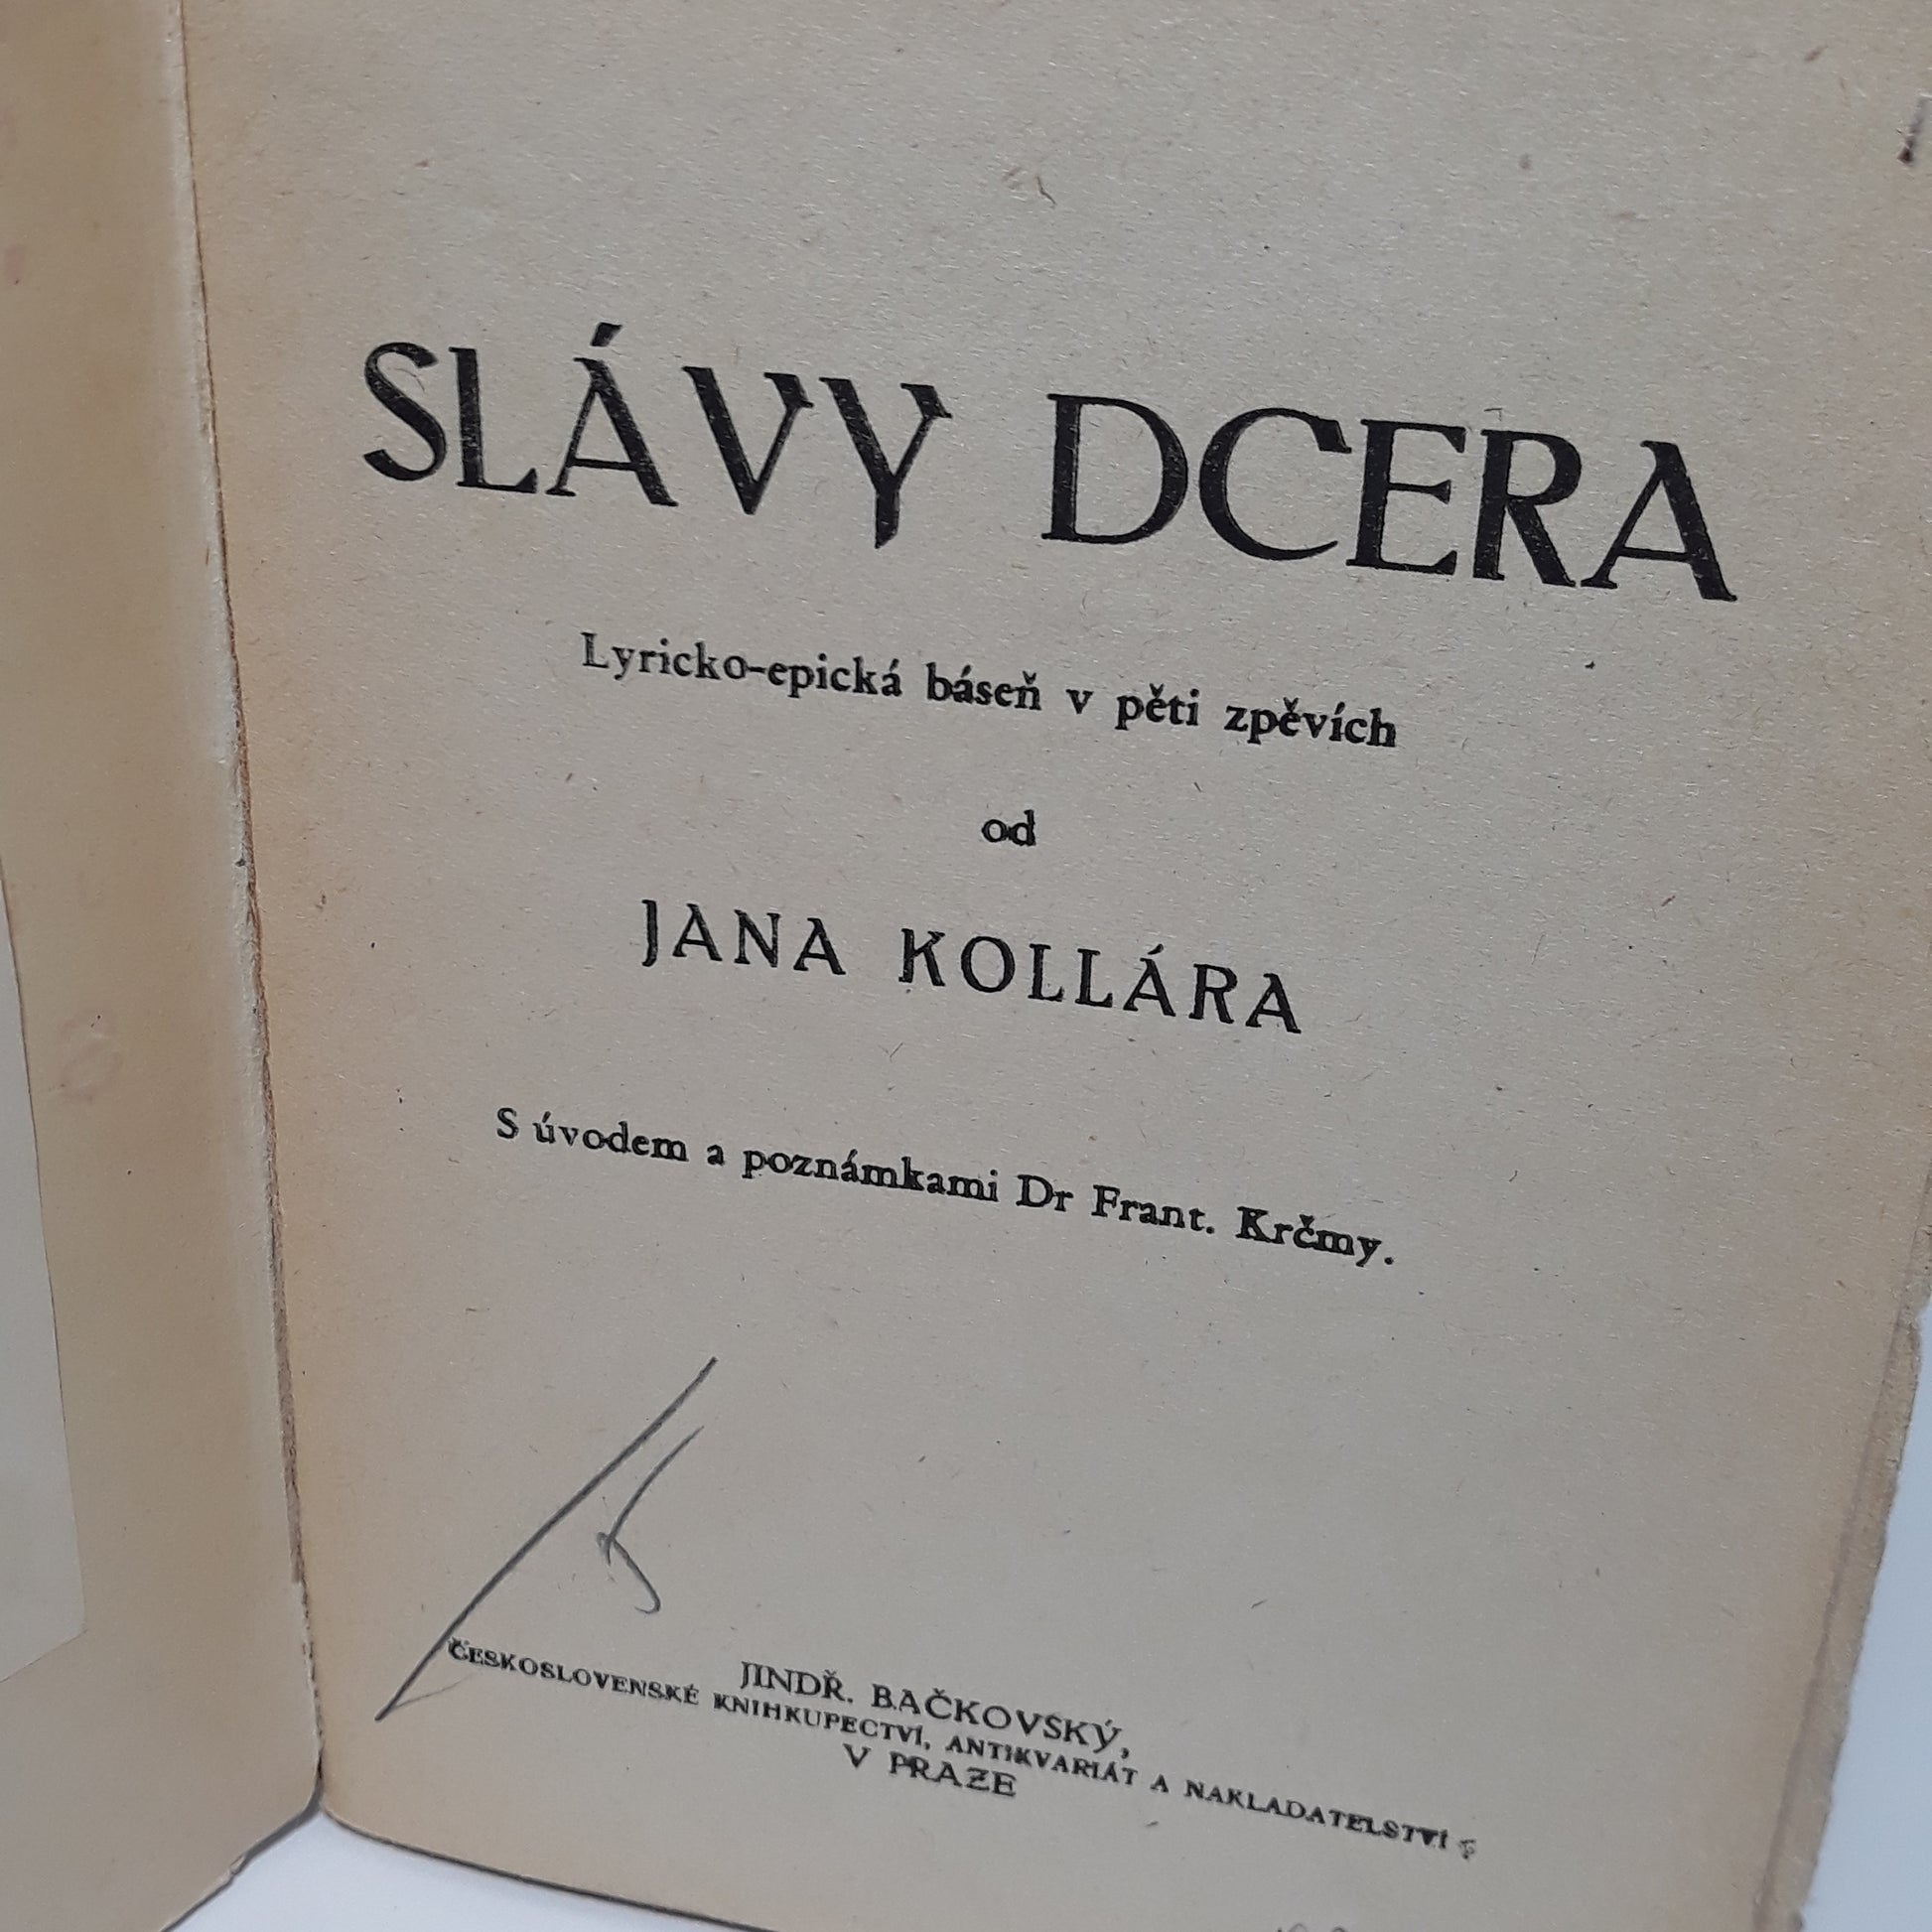 SLÁVY DCERA
Lyricko-epická báseň v pěti zpěvích
od
JANA KOLLÁRA
S úvodem a poznámkami Dr Frant. Krčmy.
JINDŘ. BAČKOVSKÝ,
ČESKOSLOVENSKÉ KNIHKUPECTVÍ, ANTIKVARIÁT A NAKLADATELSTVÍ
V PRAZE